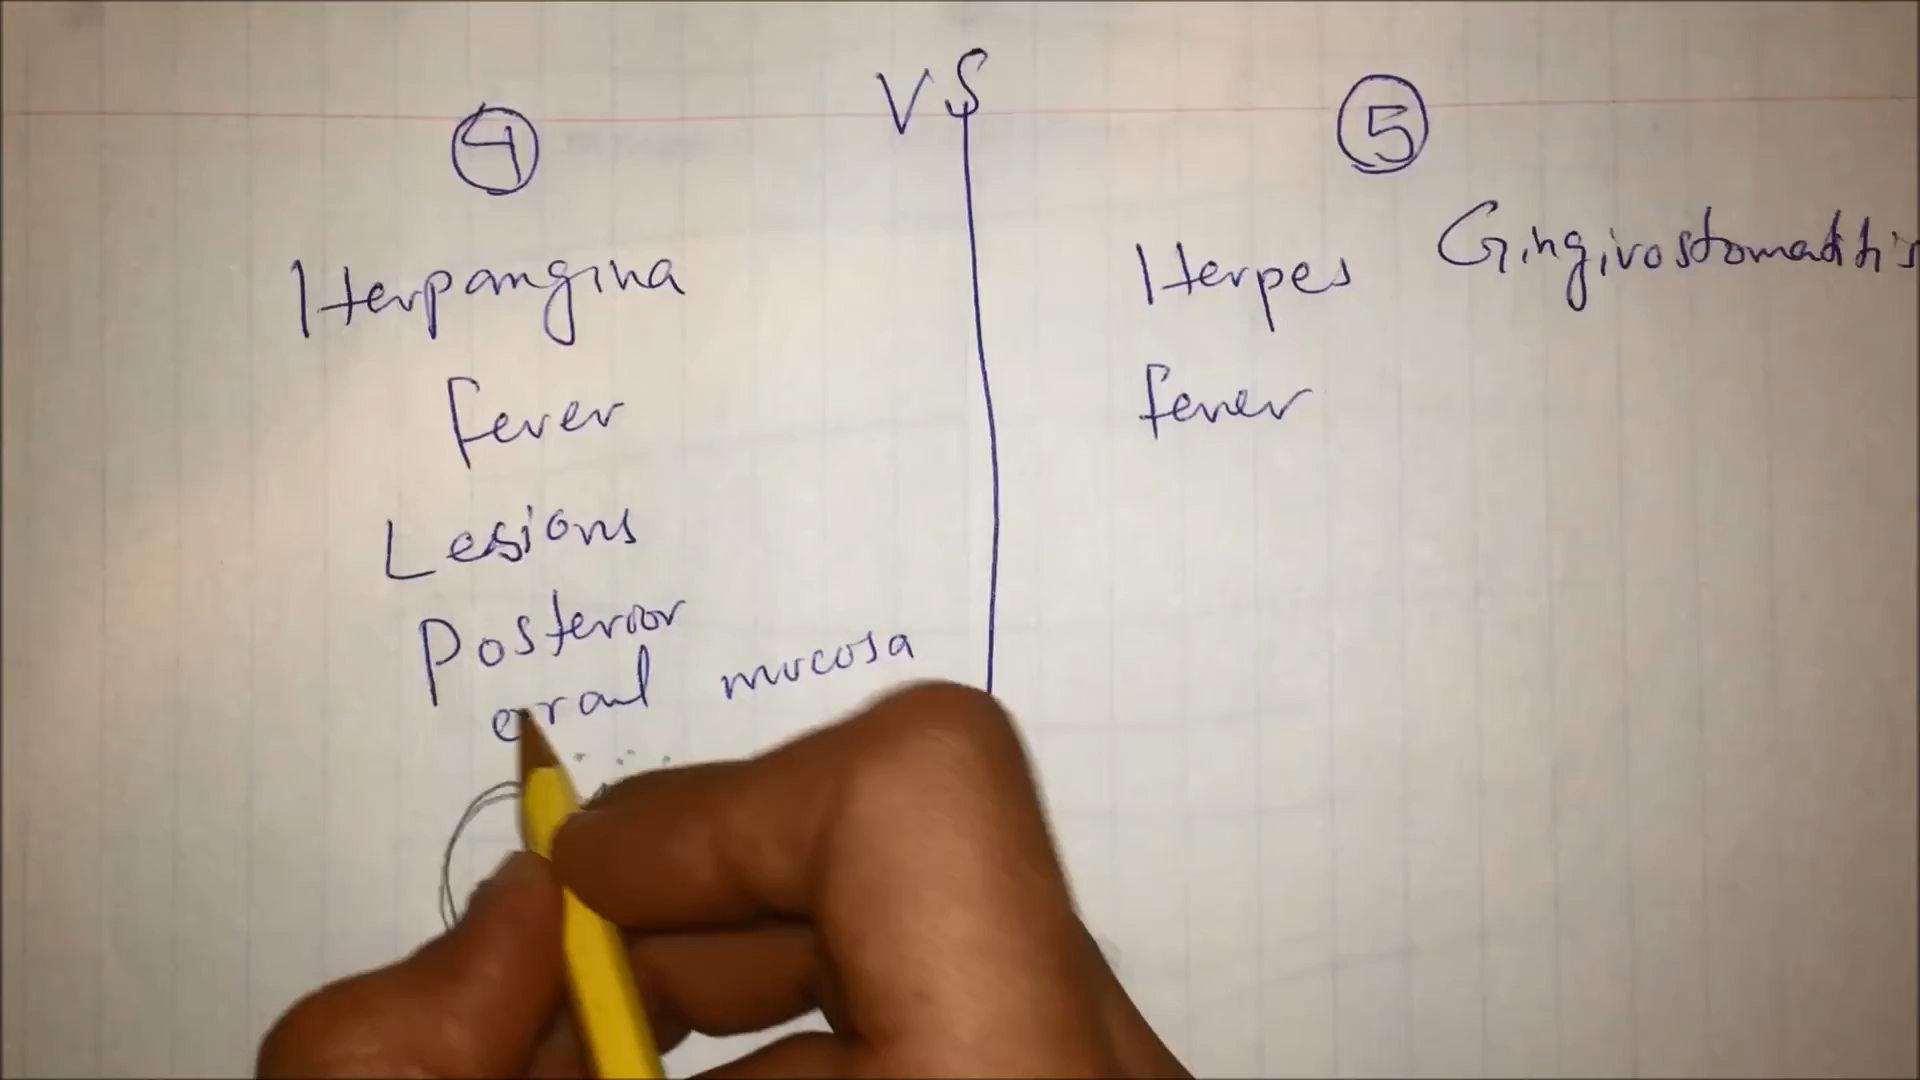 VS
4
Herpangina
Fever
Lesions
Posterior
oral mucosa
5
Herpes Gingivostomatitis
fever